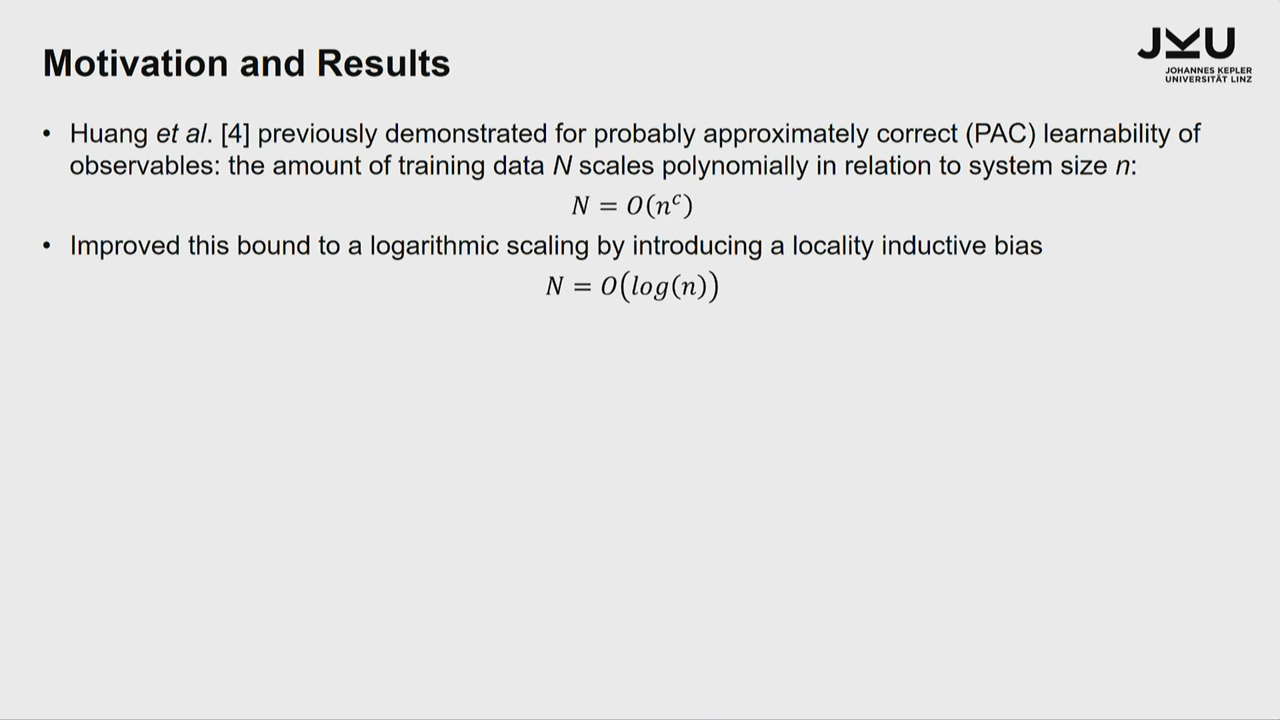 Motivation and Results
JKU
JOHANNES KEPLER
UNIVERSITÄT LINZ
• Huang et al. [4] previously demonstrated for probably approximately correct (PAC) learnability of
observables: the amount of training data N scales polynomially in relation to system size n:
N = O(nᶜ)
• Improved this bound to a logarithmic scaling by introducing a locality inductive bias
N = O(log(n))